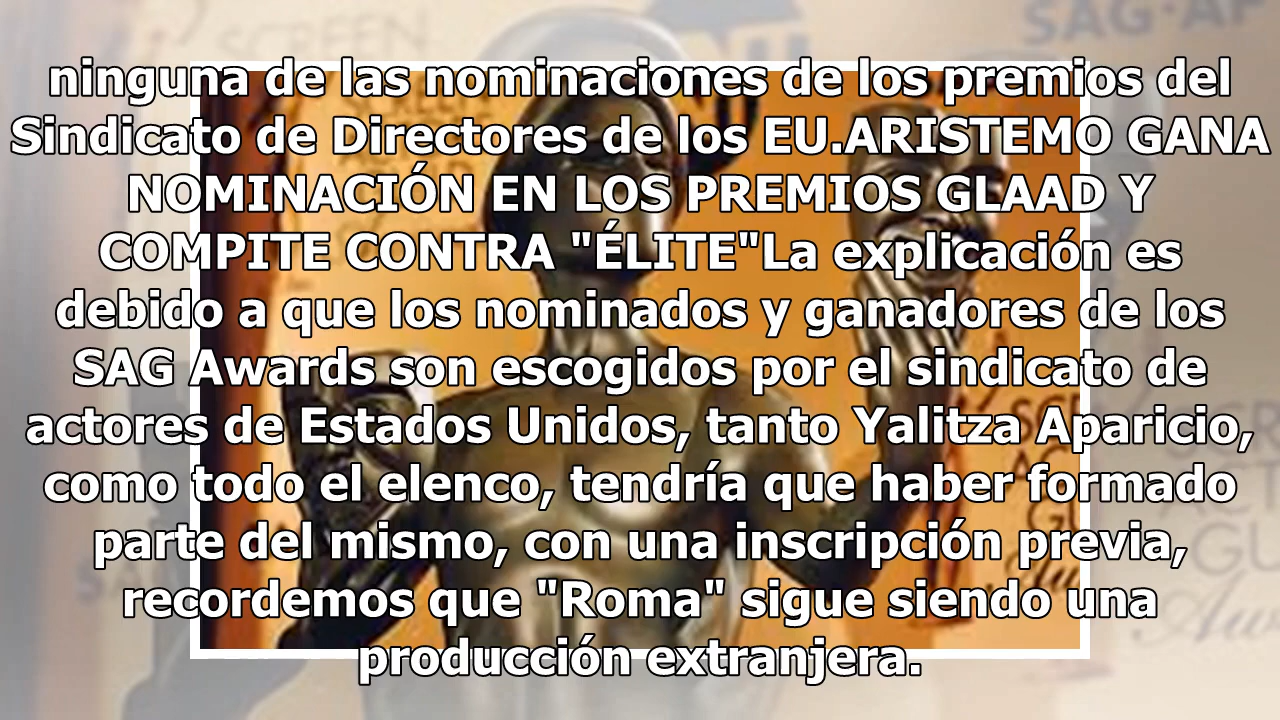 SAG-AF
SCREEN
ninguna de las nominaciones de los premios del
Sindicato de Directores de los EU.ARISTEMO GANA
NOMINACIÓN EN LOS PREMIOS GLAAD Y
COMPITE CONTRA "ÉLITE"La explicación es
debido a que los nominados y ganadores de los
SAG Awards son escogidos por el sindicato de
actores de Estados Unidos, tanto Yalitza Aparicio,
como todo el elenco, tendría que haber formado
parte del mismo, con una inscripción previa,
recordemos que "Roma" sigue siendo una
producción extranjera.